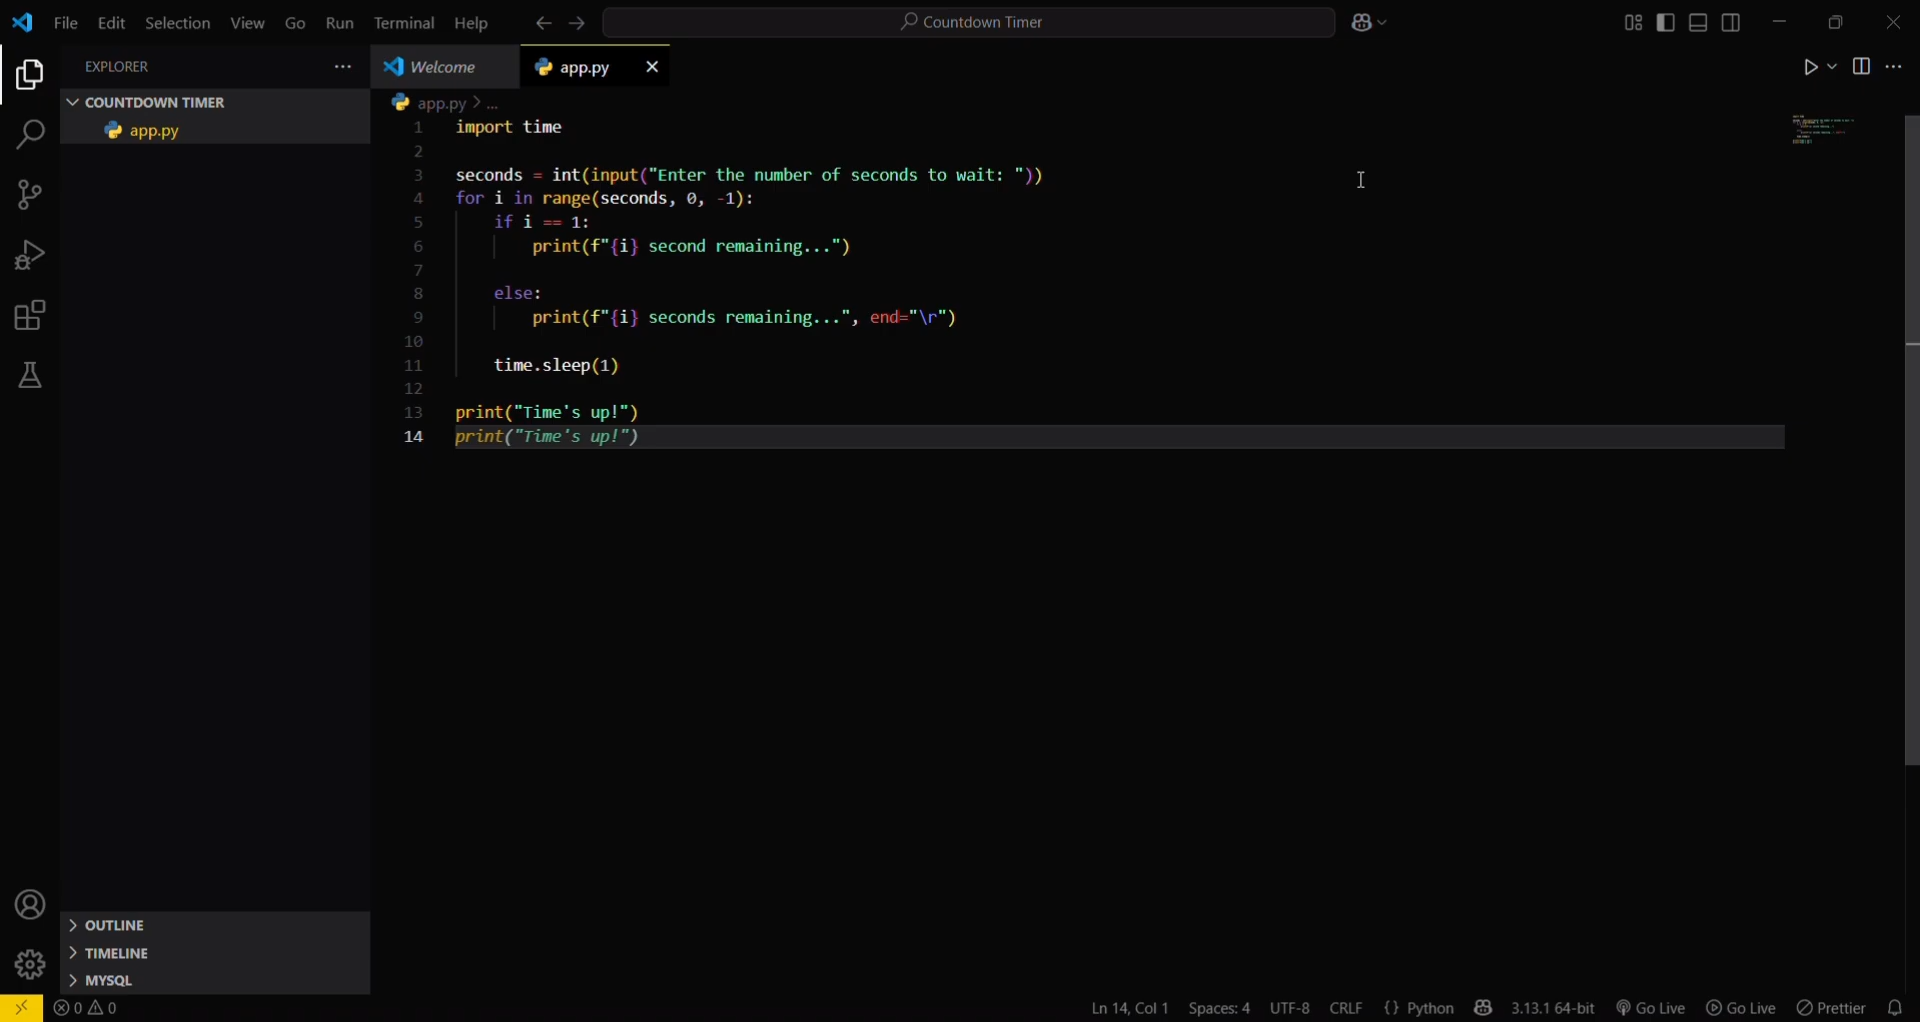 File Edit Selection View Go Run Terminal Help
Countdown Timer
EXPLORER
Welcome
app.py
COUNTDOWN TIMER
app.py
app.py > ...
1 import time
2
3 seconds = int(input("Enter the number of seconds to wait: "))
4 for i in range(seconds, 0, -1):
5 if i == 1:
6 print(f"{i} second remaining...")
7
8 else:
9 print(f"{i} seconds remaining...", end="\r")
10
11 time.sleep(1)
12
13 print("Time's up!")
14 print("Time's up!")
OUTLINE
TIMELINE
MYSQL
0 0
Ln 14, Col 1 Spaces: 4 UTF-8 CRLF {} Python 3.13.1 64-bit Go Live Go Live Prettier